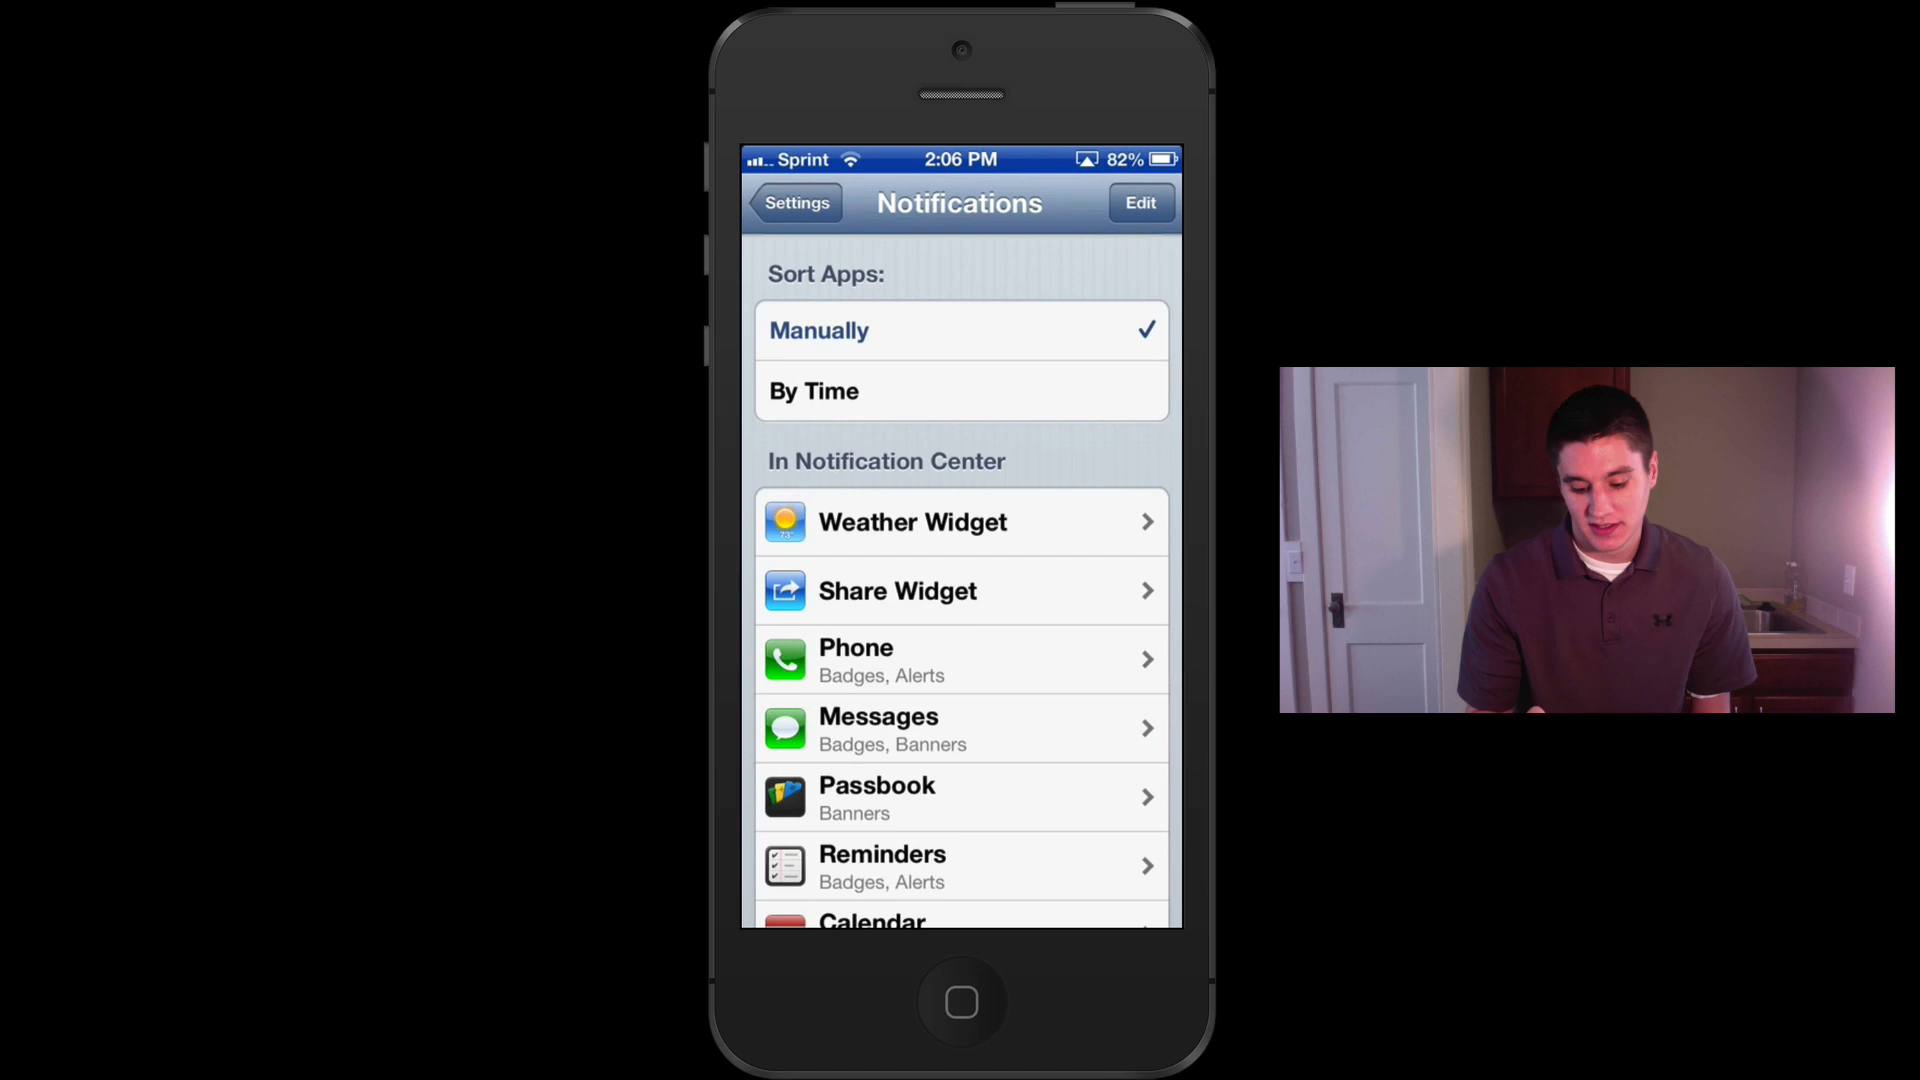 Sprint 2:06 PM 82%
Settings Notifications Edit
Sort Apps:
Manually
By Time
In Notification Center
73°
Weather Widget
Share Widget
Phone
Badges, Alerts
Messages
Badges, Banners
Passbook
Banners
Reminders
Badges, Alerts
Calendar